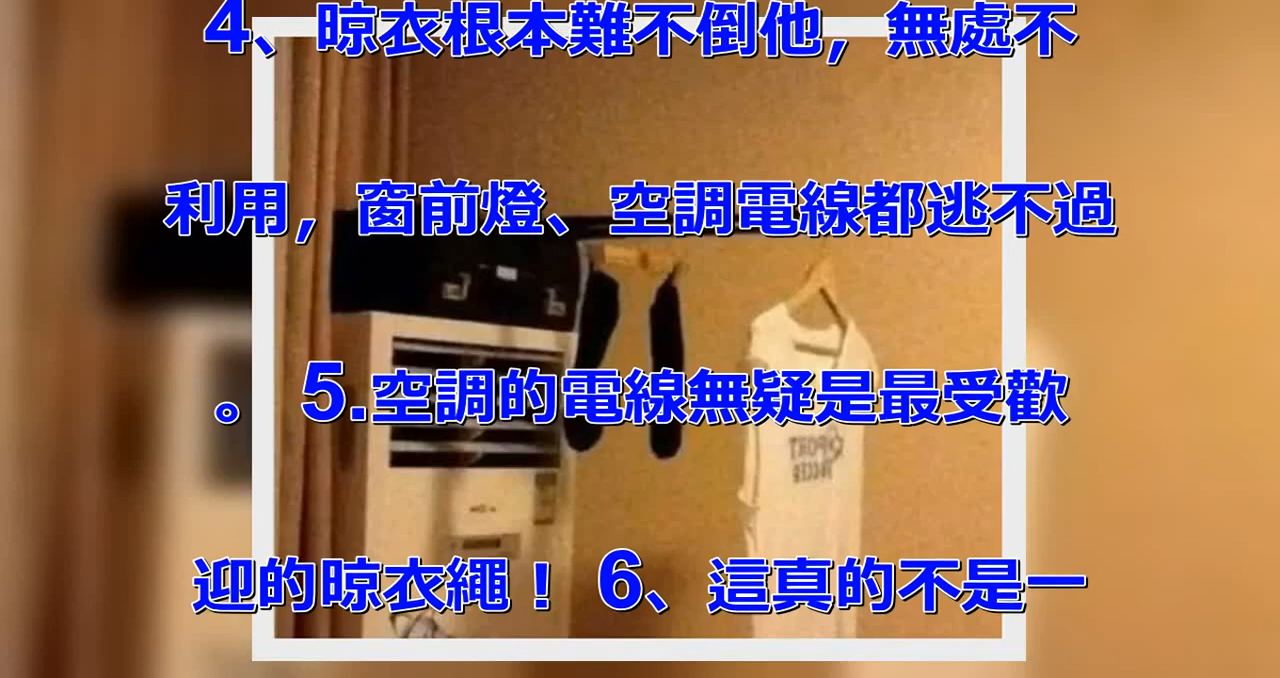 4、晾衣根本難不倒他，無處不
利用，窗前燈、空調電線都逃不過
。 5.空調的電線無疑是最受歡
迎的晾衣繩！ 6、這真的不是一